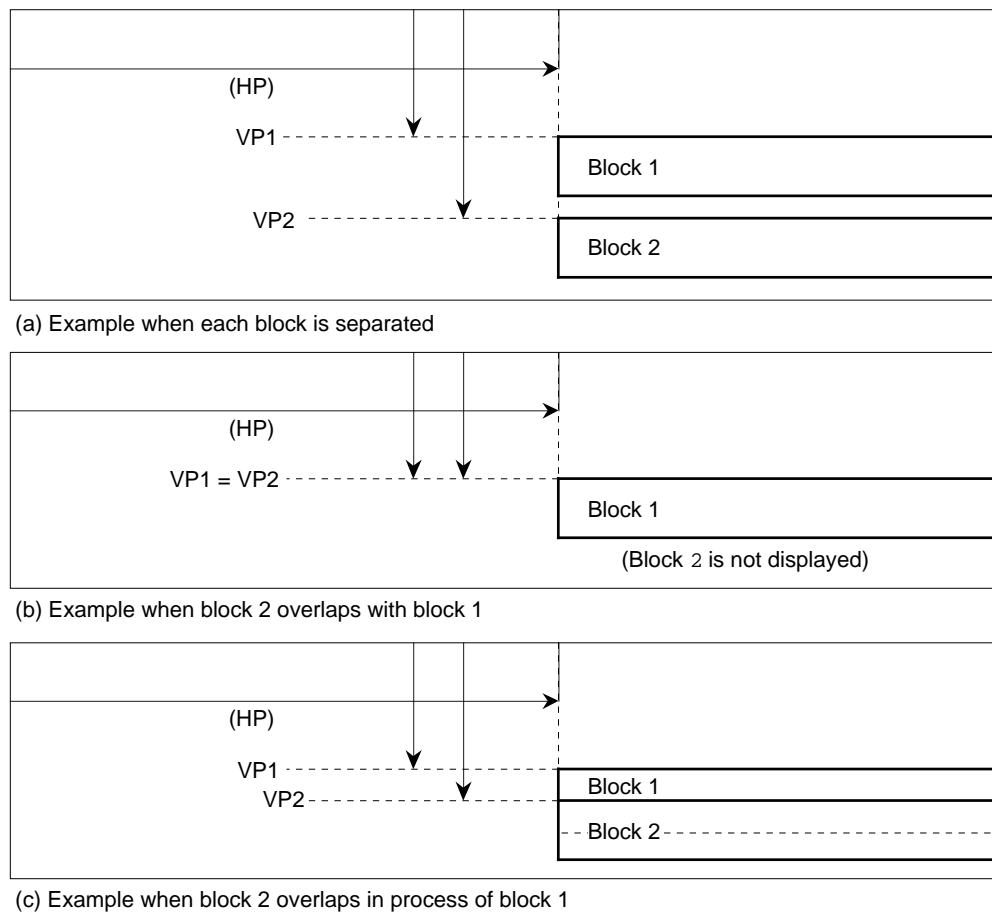 (HP)
VP1
Block 1
VP2
Block 2
(a) Example when each block is separated
(HP)
VP1 = VP2
Block 1
(Block 2 is not displayed)
(b) Example when block 2 overlaps with block 1
(HP)
VP1
Block 1
VP2
Block 2
(c) Example when block 2 overlaps in process of block 1